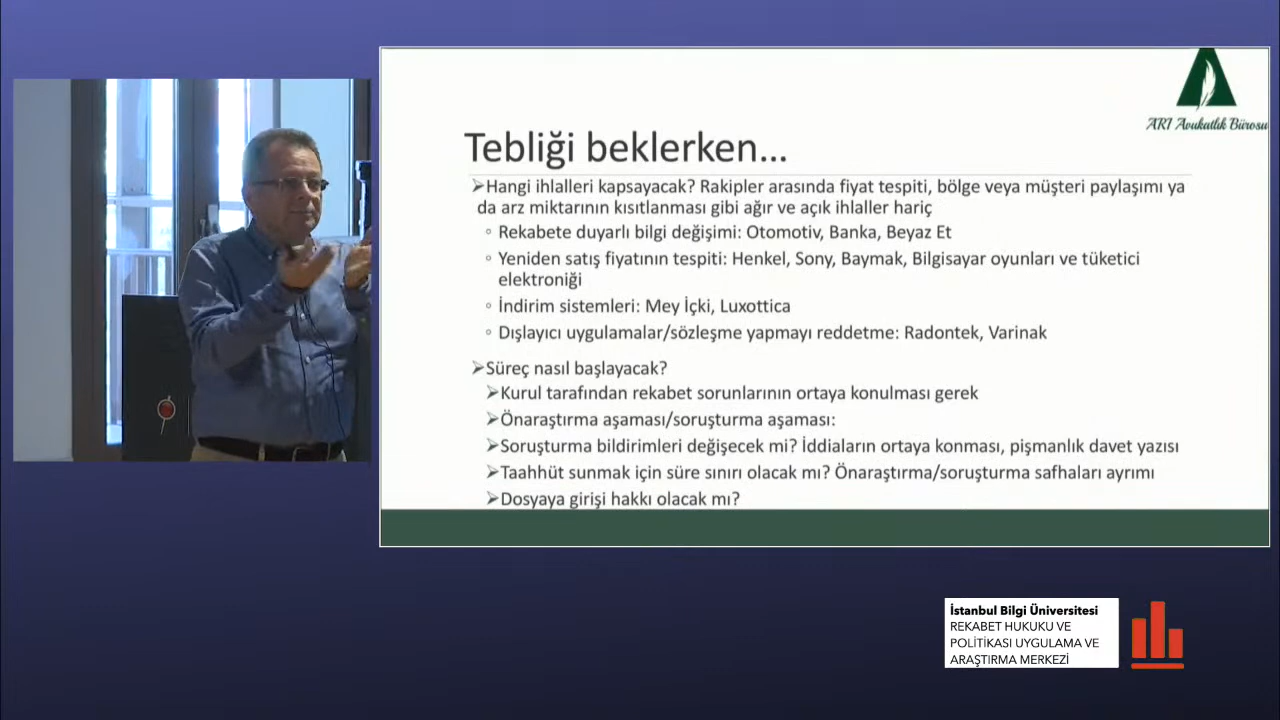 ARI Avukatlık Bürosu
Tebliği beklerken...
➢Hangi ihlalleri kapsayacak? Rakipler arasında fiyat tespiti, bölge veya müşteri paylaşımı ya
da arz miktarının kısıtlanması gibi ağır ve açık ihlaller hariç
◦ Rekabete duyarlı bilgi değişimi: Otomotiv, Banka, Beyaz Et
◦ Yeniden satış fiyatının tespiti: Henkel, Sony, Baymak, Bilgisayar oyunları ve tüketici
elektroniği
◦ İndirim sistemleri: Mey İçki, Luxottica
◦ Dışlayıcı uygulamalar/sözleşme yapmayı reddetme: Radontek, Varinak
➢Süreç nasıl başlayacak?
➢Kurul tarafından rekabet sorunlarının ortaya konulması gerek
➢Önaraştırma aşaması/soruşturma aşaması:
➢Soruşturma bildirimleri değişecek mi? İddiaların ortaya konması, pişmanlık davet yazısı
➢Taahhüt sunmak için süre sınırı olacak mı? Önaraştırma/soruşturma safhaları ayrımı
➢Dosyaya girişi hakkı olacak mı?
İstanbul Bilgi Üniversitesi
REKABET HUKUKU VE
POLİTİKASI UYGULAMA VE
ARAŞTIRMA MERKEZİ